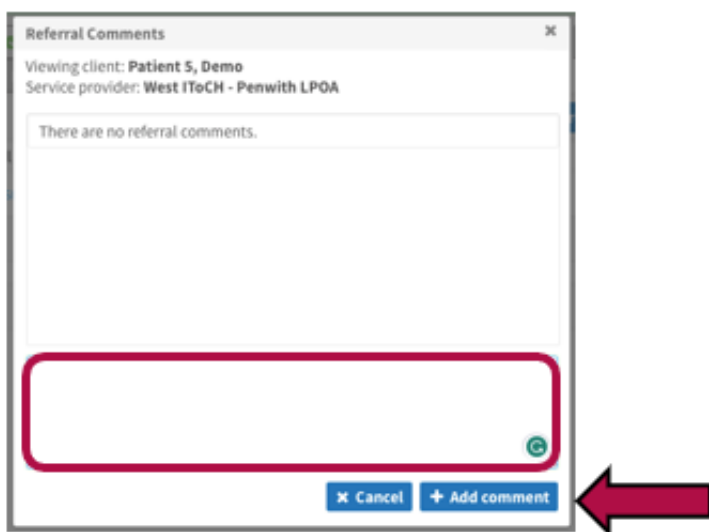 Referral Comments
Viewing client: Patient 5, Demo
Service provider: West IToCH - Penwith LPOA
There are no referral comments.
Cancel
Add comment